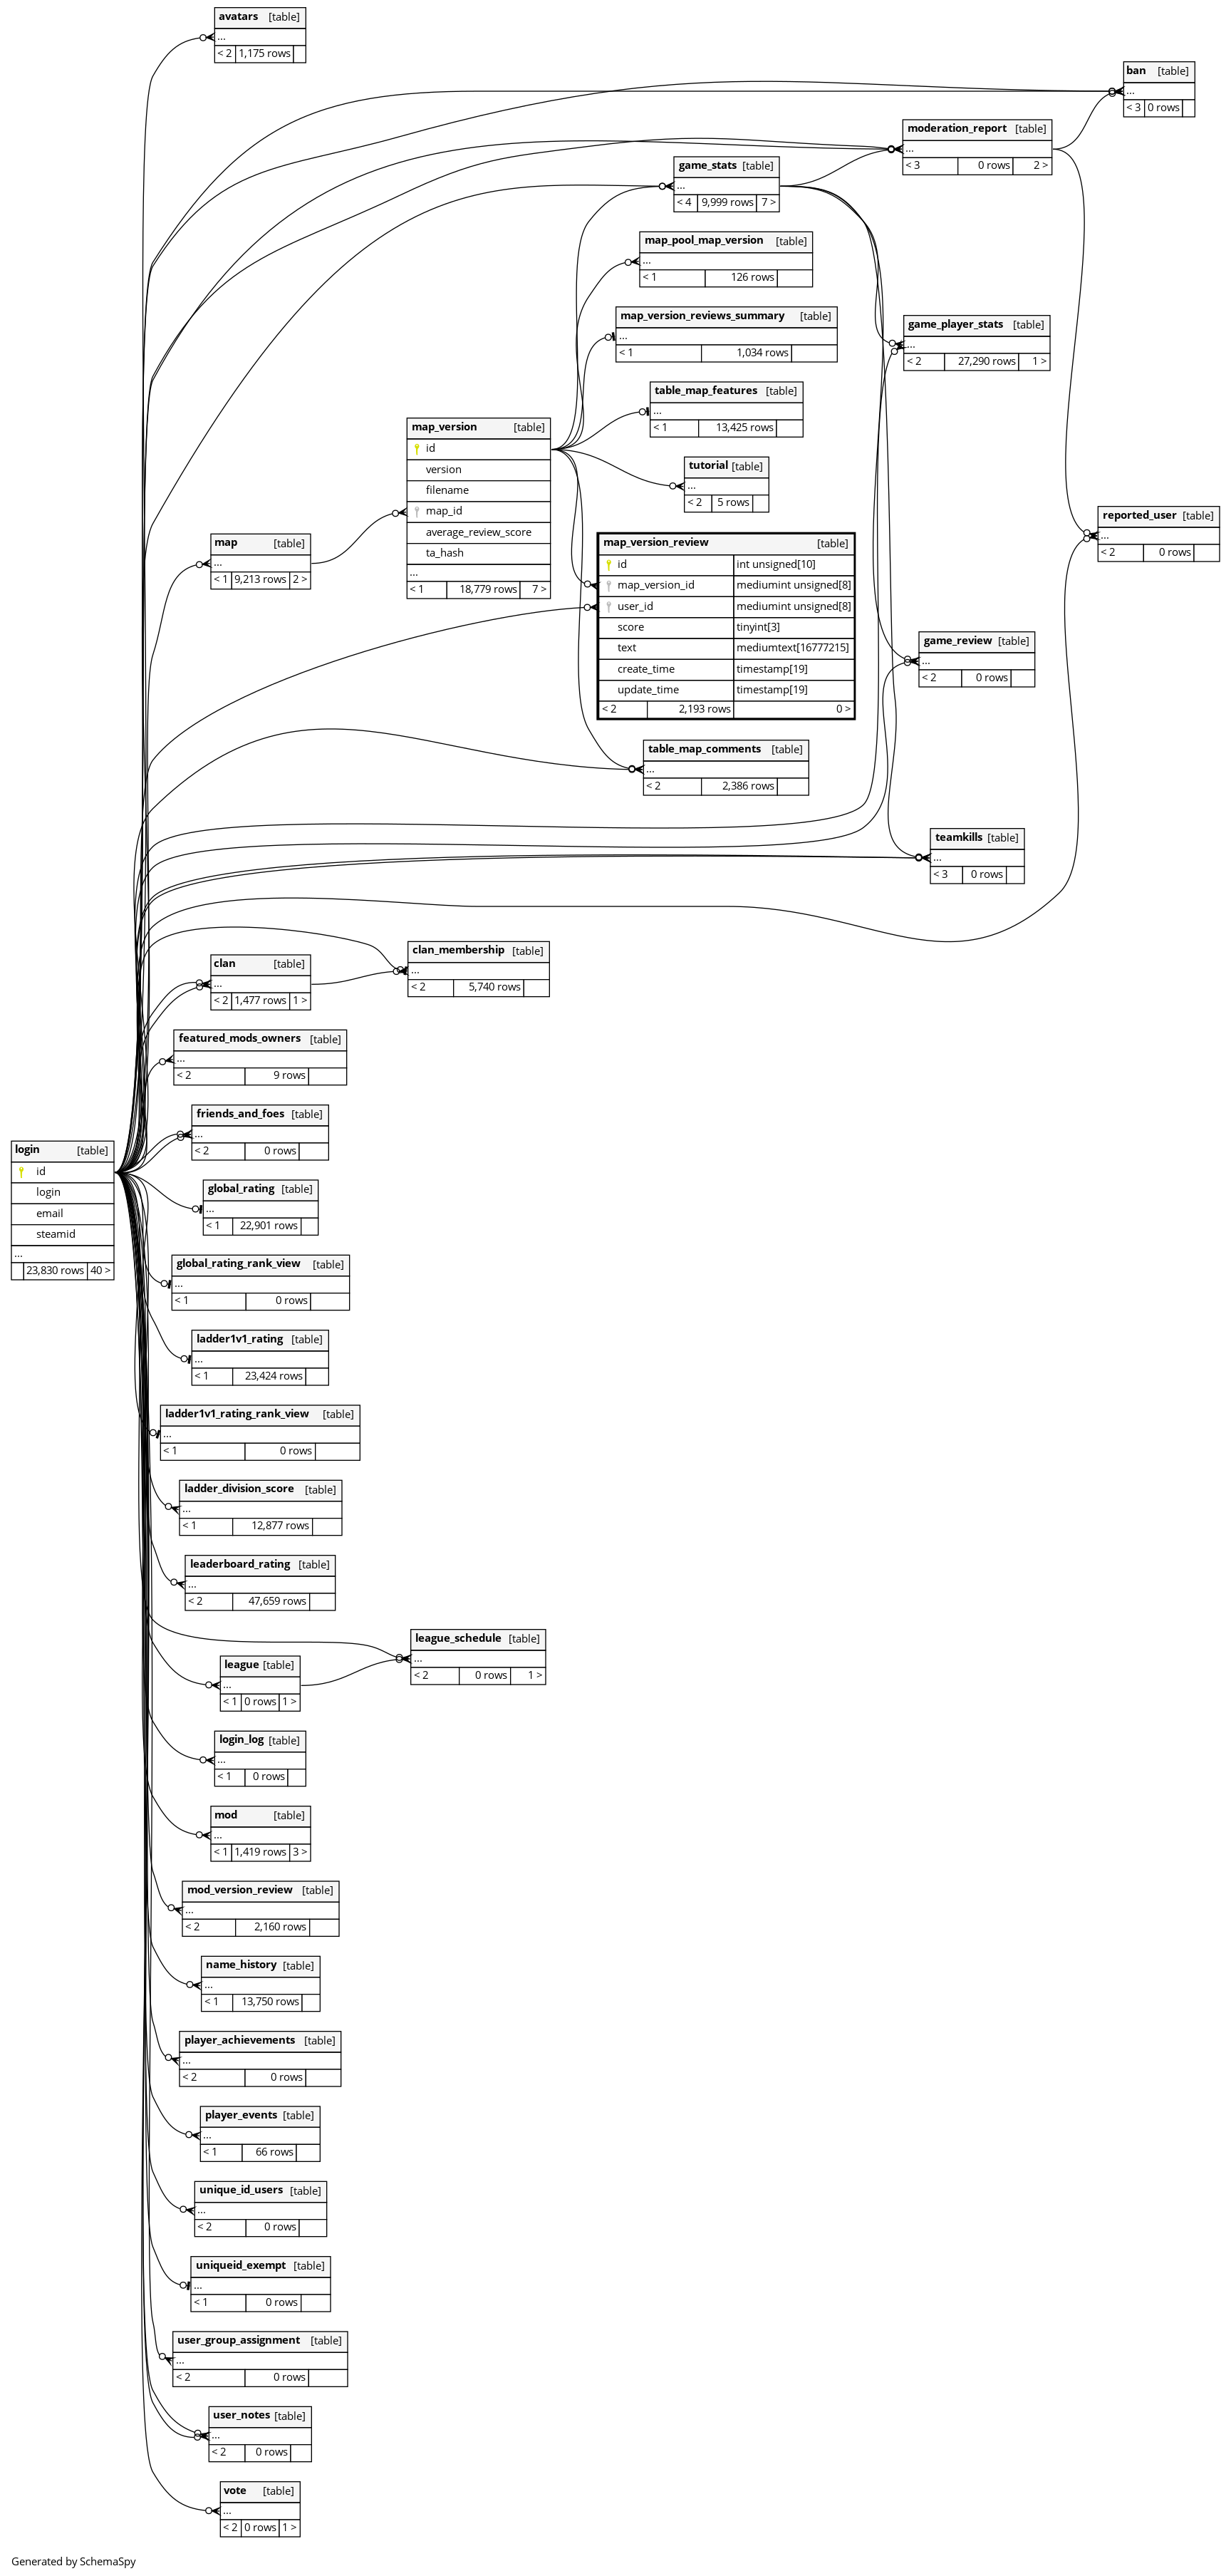 avatars [table]
...
< 2 1,175 rows
ban [table]
...
< 3 0 rows
moderation_report [table]
...
< 3 0 rows 2 >
game_stats [table]
...
< 4 9,999 rows 7 >
map_pool_map_version [table]
...
< 1 126 rows
map_version_reviews_summary [table]
...
< 1 1,034 rows
game_player_stats [table]
...
< 2 27,290 rows 1 >
table_map_features [table]
...
< 1 13,425 rows
map_version [table]
id
version
filename
map_id
average_review_score
ta_hash
...
< 1 18,779 rows 7 >
tutorial [table]
...
< 2 5 rows
reported_user [table]
...
< 2 0 rows
map [table]
...
< 1 9,213 rows 2 >
map_version_review [table]
id int unsigned[10]
map_version_id mediumint unsigned[8]
user_id mediumint unsigned[8]
score tinyint[3]
text mediumtext[16777215]
create_time timestamp[19]
update_time timestamp[19]
< 2 2,193 rows 0 >
game_review [table]
...
< 2 0 rows
table_map_comments [table]
...
< 2 2,386 rows
teamkills [table]
...
< 3 0 rows
clan_membership [table]
...
< 2 5,740 rows
clan [table]
...
< 2 1,477 rows 1 >
featured_mods_owners [table]
...
< 2 9 rows
friends_and_foes [table]
...
< 2 0 rows
login [table]
id
login
email
steamid
...
23,830 rows 40 >
global_rating [table]
...
< 1 22,901 rows
global_rating_rank_view [table]
...
< 1 0 rows
ladder1v1_rating [table]
...
< 1 23,424 rows
ladder1v1_rating_rank_view [table]
...
< 1 0 rows
ladder_division_score [table]
...
< 1 12,877 rows
leaderboard_rating [table]
...
< 2 47,659 rows
league_schedule [table]
...
< 2 0 rows 1 >
league [table]
...
< 1 0 rows 1 >
login_log [table]
...
< 1 0 rows
mod [table]
...
< 1 1,419 rows 3 >
mod_version_review [table]
...
< 2 2,160 rows
name_history [table]
...
< 1 13,750 rows
player_achievements [table]
...
< 2 0 rows
player_events [table]
...
< 1 66 rows
unique_id_users [table]
...
< 2 0 rows
uniqueid_exempt [table]
...
< 1 0 rows
user_group_assignment [table]
...
< 2 0 rows
user_notes [table]
...
< 2 0 rows
vote [table]
...
< 2 0 rows 1 >
Generated by SchemaSpy